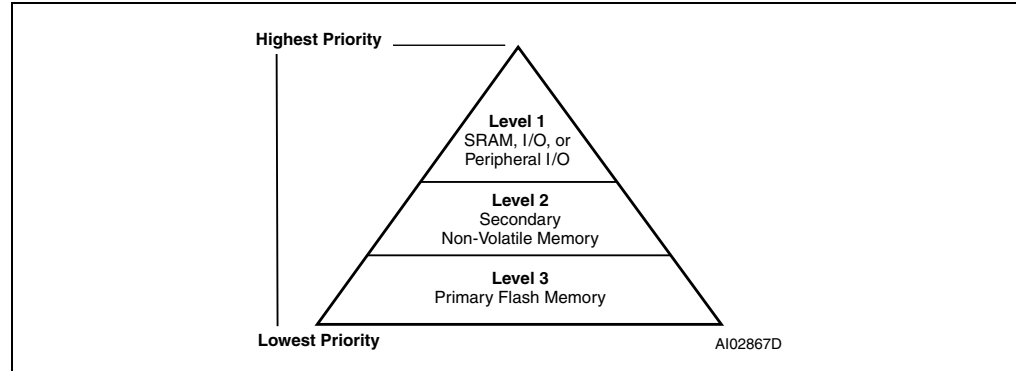 Highest Priority
Level 1
SRAM, I/O, or
Peripheral I/O
Level 2
Secondary
Non-Volatile Memory
Level 3
Primary Flash Memory
Lowest Priority
AI02867D